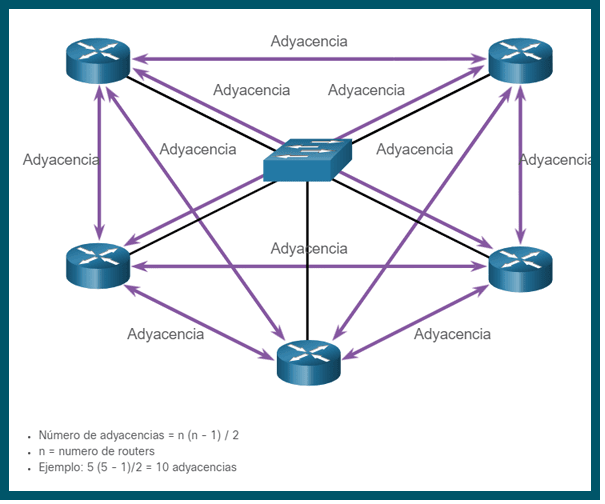 Adyacencia
Adyacencia
Adyacencia
Adyacencia
Adyacencia
Adyacencia
Adyacencia
Adyacencia
Adyacencia
Adyacencia
Número de adyacencias = n (n - 1) / 2
n = numero de routers
Ejemplo: 5 (5 - 1)/2 = 10 adyacencias